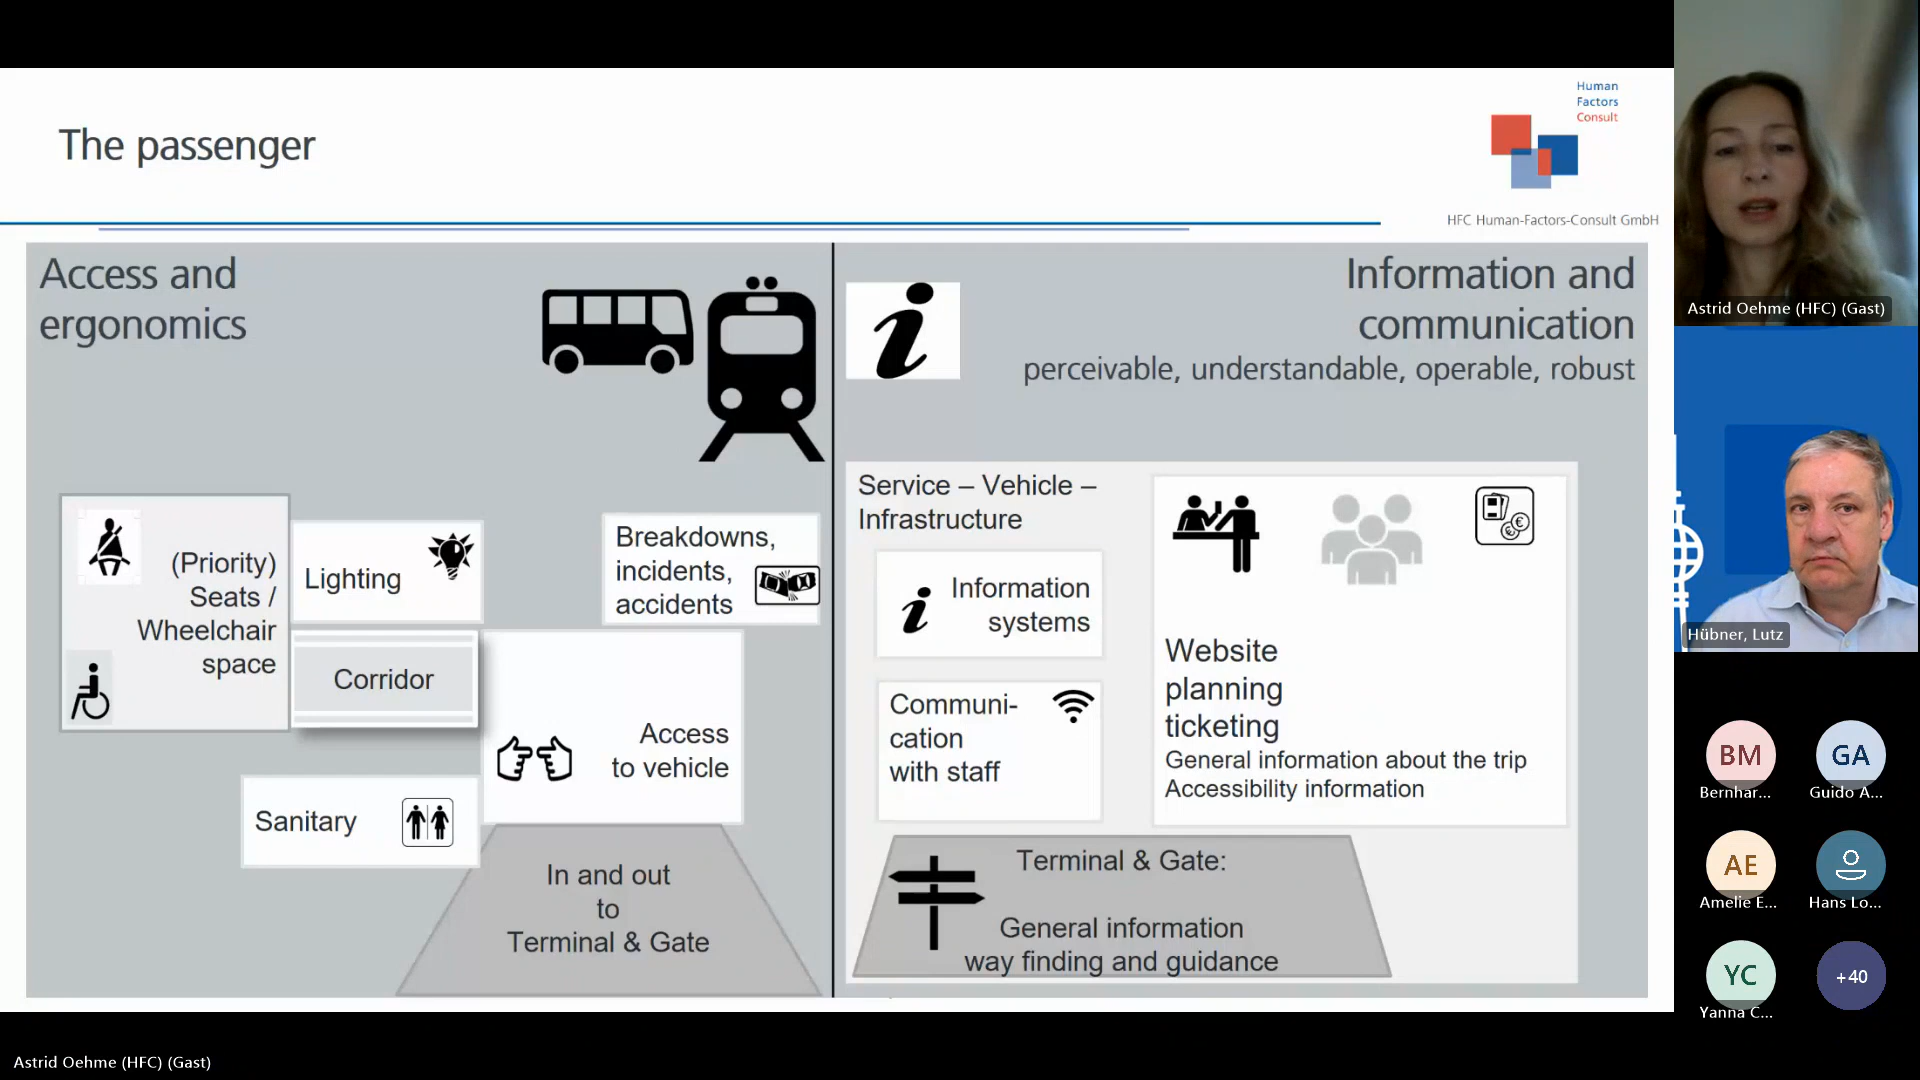 The passenger
Human
Factors
Consult
HFC Human-Factors-Consult GmbH
Access and
ergonomics
(Priority)
Seats /
Wheelchair
space
Lighting
Corridor
Sanitary
Breakdowns,
incidents,
accidents
Access
to vehicle
In and out
to
Terminal & Gate
i
Information and
communication
perceivable, understandable, operable, robust
Service – Vehicle –
Infrastructure
i
Information
systems
Communi-
cation
with staff
Website
planning
ticketing
General information about the trip
Accessibility information
Terminal & Gate:
General information
way finding and guidance
Astrid Oehme (HFC) (Gast)
Hübner, Lutz
BM
Bernhar...
GA
Guido A...
AE
Amelie E...
Hans Lo...
YC
Yanna C...
+40
Astrid Oehme (HFC) (Gast)